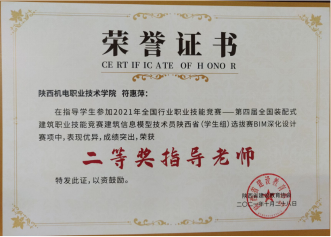 荣誉证书
CERTIFICATE OF HONOR
陕西机电职业技术学院 符惠萍：
在指导学生参加2021年全国行业职业技能竞赛——第四届全国装配式
建筑职业技能竞赛建筑信息模型技术员陕西省（学生组）选拔赛BIM深化设计
赛项中，表现优异，成绩突出，荣获
二等奖指导老师
特发此证，以资鼓励。